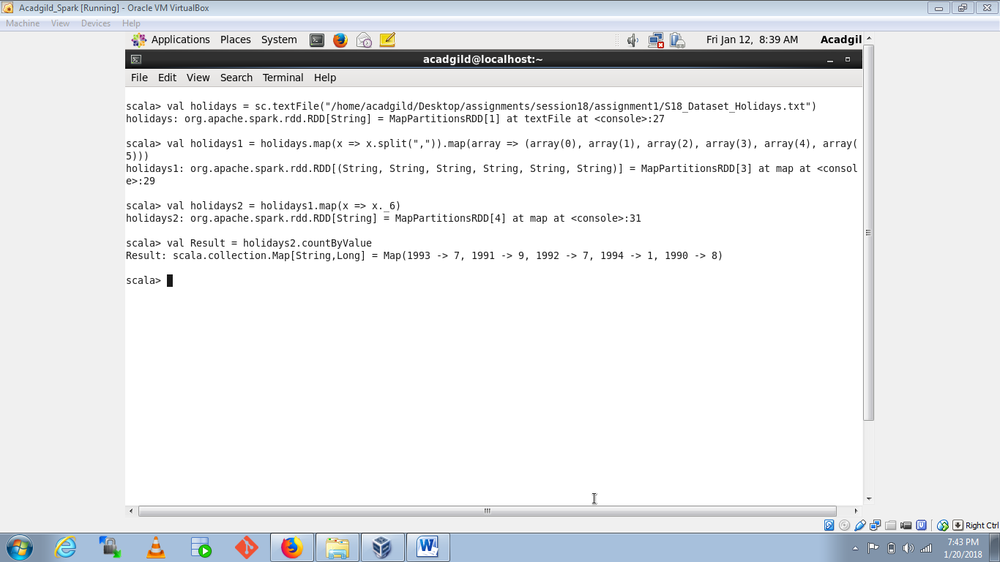 Acadgild_Spark [Running] - Oracle VM VirtualBox
Machine View Devices Help
Applications Places System Fri Jan 12, 8:39 AM Acadgil
acadgild@localhost:~
File Edit View Search Terminal Help
scala> val holidays = sc.textFile("/home/acadgild/Desktop/assignments/session18/assignment1/S18_Dataset_Holidays.txt")
holidays: org.apache.spark.rdd.RDD[String] = MapPartitionsRDD[1] at textFile at <console>:27
scala> val holidays1 = holidays.map(x => x.split(",")).map(array => (array(0), array(1), array(2), array(3), array(4), array(
5)))
holidays1: org.apache.spark.rdd.RDD[(String, String, String, String, String, String)] = MapPartitionsRDD[3] at map at <consol
e>:29
scala> val holidays2 = holidays1.map(x => x._6)
holidays2: org.apache.spark.rdd.RDD[String] = MapPartitionsRDD[4] at map at <console>:31
scala> val Result = holidays2.countByValue
Result: scala.collection.Map[String,Long] = Map(1993 -> 7, 1991 -> 9, 1992 -> 7, 1994 -> 1, 1990 -> 8)
scala>
Right Ctrl
7:43 PM
1/20/2018